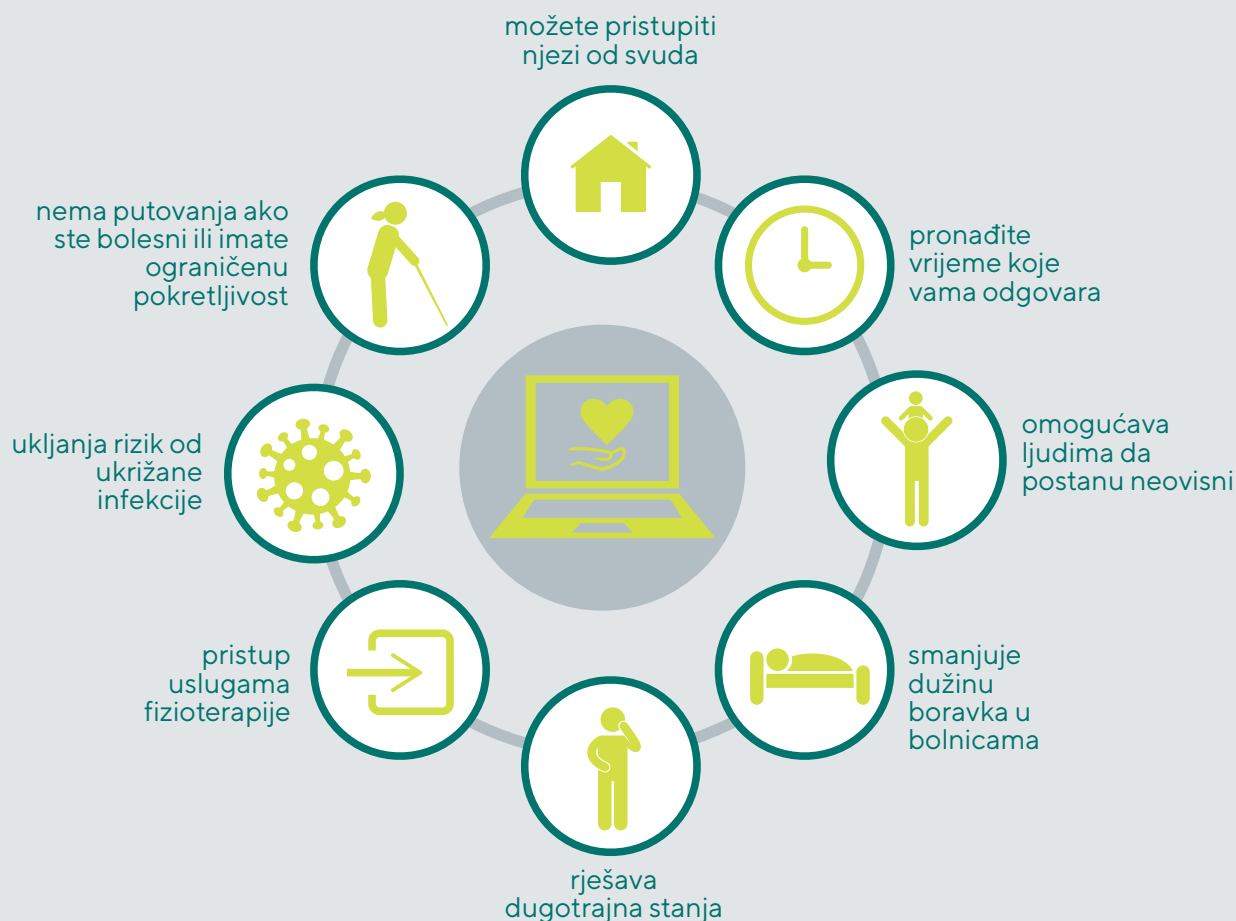 možete pristupiti
njezi od svuda
pronađite
vrijeme koje
vama odgovara
omogućava
ljudima da
postanu neovisni
smanjuje
dužinu
boravka u
bolnicama
rješava
dugotrajna stanja
pristup
uslugama
fizioterapije
ukljanja rizik od
ukrižane
infekcije
nema putovanja ako
ste bolesni ili imate
ograničenu
pokretljivost